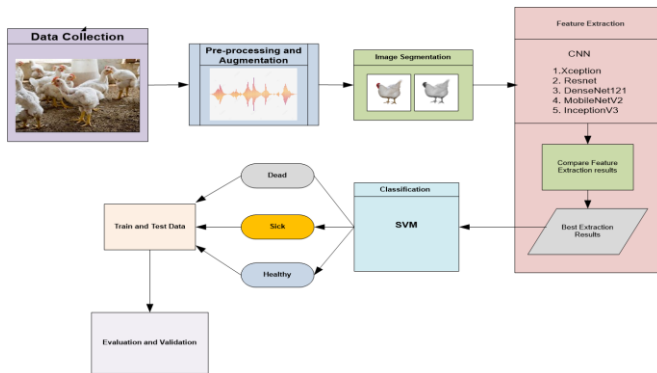 Data Collection
Pre-processing and
Augmentation
Image Segmentation
Feature Extraction
CNN
1.Xception
2. Resnet
3. DenseNet121
4. MobileNetV2
5. InceptionV3
Compare Feature
Extraction results
Best Extraction
Results
Classification
SVM
Dead
Sick
Healthy
Train and Test Data
Evaluation and Validation